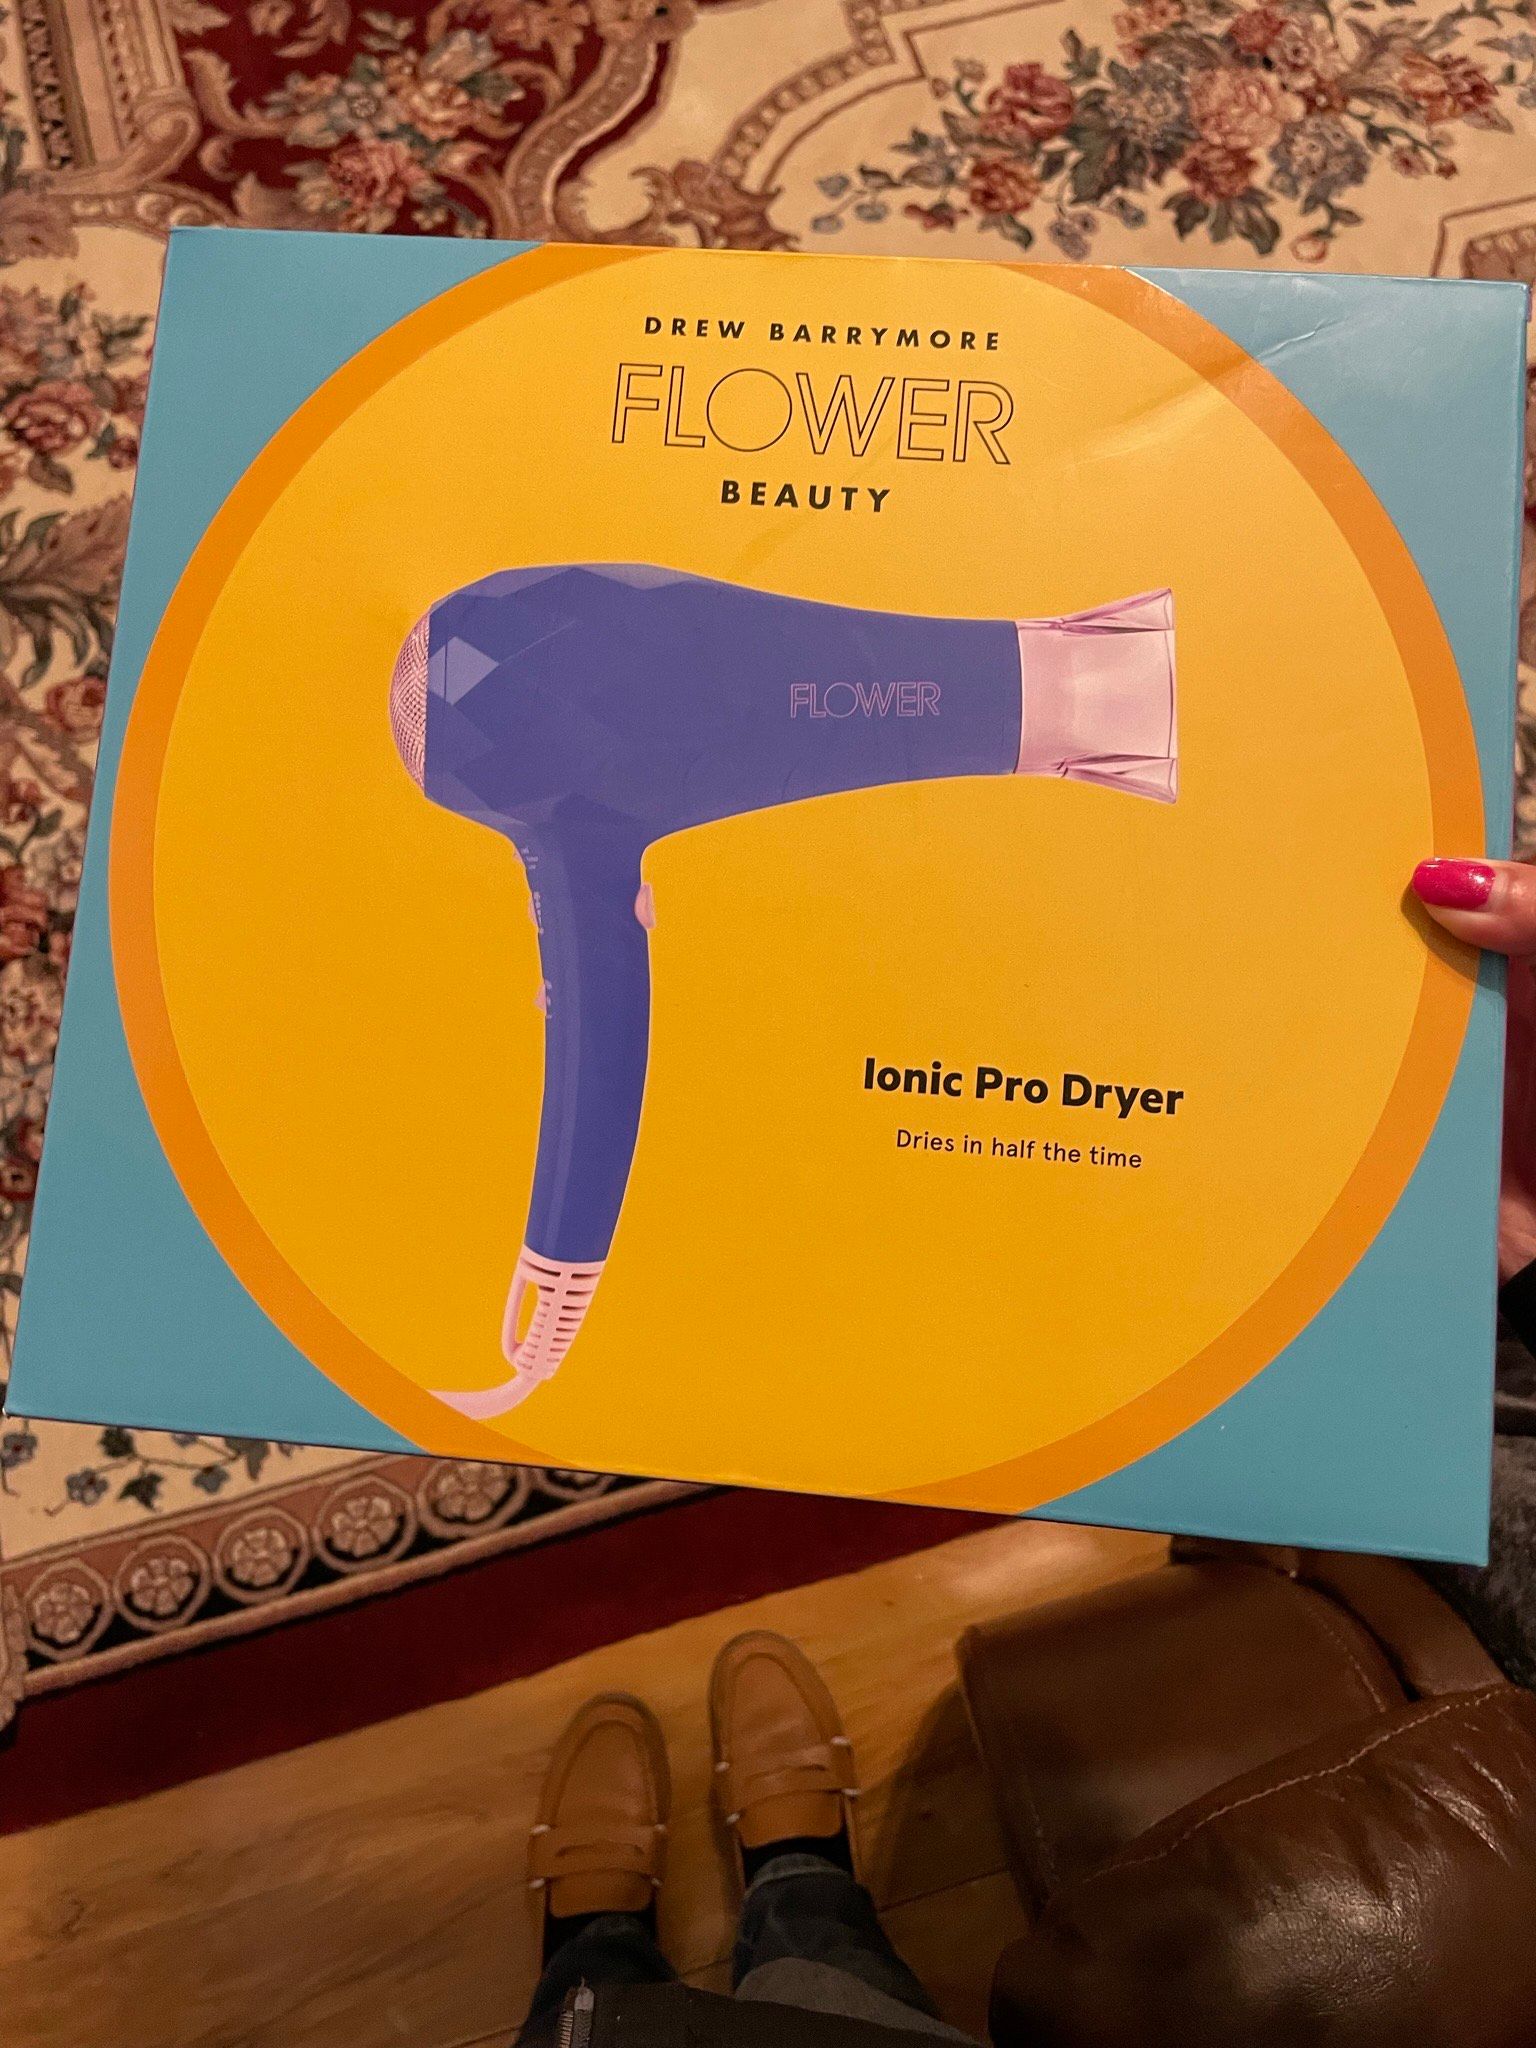 DREW BARRYMORE
FLOWER
BEAUTY
FLOWER
Ionic Pro Dryer
Dries in half the time